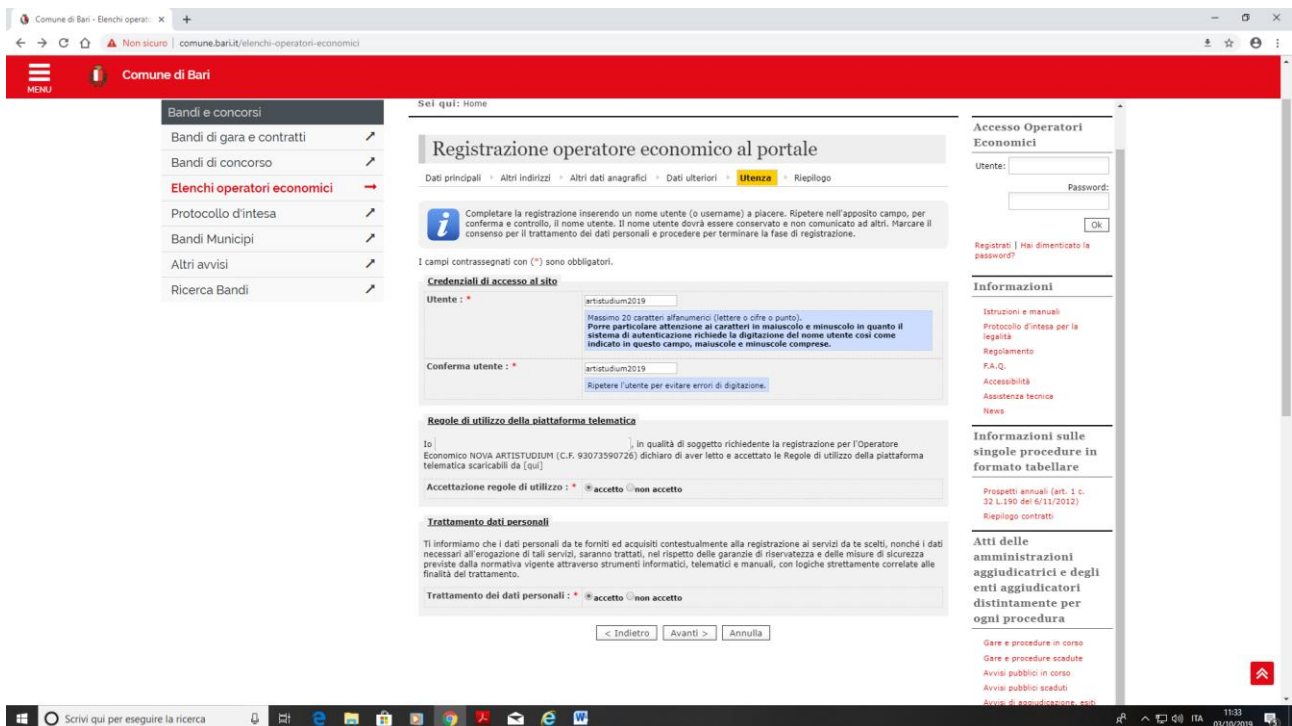 Comune di Bari - Elenchi operat
Non sicuro | comune.bari.it/elenchi-operatori-economici
MENU
Comune di Bari
Bandi e concorsi
Bandi di gara e contratti
Bandi di concorso
Elenchi operatori economici
Protocollo d'intesa
Bandi Municipi
Altri avvisi
Ricerca Bandi
Sei qui: Home
Registrazione operatore economico al portale
Dati principali Altri indirizzi Altri dati anagrafici Dati ulteriori Utenza Riepilogo
Completare la registrazione inserendo un nome utente (o username) a piacere. Ripetere nell'apposito campo, per
conferma e controllo, il nome utente. Il nome utente dovrà essere conservato e non comunicato ad altri. Marcare il
consenso per il trattamento dei dati personali e procedere per terminare la fase di registrazione.
I campi contrassegnati con (*) sono obbligatori.
Credenziali di accesso al sito
Utente : * artistudium2019
Massimo 20 caratteri alfanumerici (lettere o cifre o punto).
Porre particolare attenzione ai caratteri in maiuscolo e minuscolo in quanto il
sistema di autenticazione richiede la digitazione del nome utente così come
indicato in questo campo, maiuscole e minuscole comprese.
Conferma utente : * artistudium2019
Ripetere l'utente per evitare errori di digitazione.
Regole di utilizzo della piattaforma telematica
Io , in qualità di soggetto richiedente la registrazione per l'Operatore
Economico NOVA ARTISTUDIUM (C.F. 93073590726) dichiaro di aver letto e accettato le Regole di utilizzo della piattaforma
telematica scaricabili da [qui]
Accettazione regole di utilizzo : * accetto non accetto
Trattamento dati personali
Ti informiamo che i dati personali da te forniti ed acquisiti contestualmente alla registrazione ai servizi da te scelti, nonché i dati
necessari all'erogazione di tali servizi, saranno trattati, nel rispetto delle garanzie di riservatezza e delle misure di sicurezza
previste dalla normativa vigente attraverso strumenti informatici, telematici e manuali, con logiche strettamente correlate alle
finalità del trattamento.
Trattamento dei dati personali : * accetto non accetto
< Indietro Avanti > Annulla
Accesso Operatori
Economici
Utente:
Password:
Ok
Registrati | Hai dimenticato la
password?
Informazioni
Istruzioni e manuali
Protocollo d'intesa per la
legalità
Regolamento
F.A.Q.
Accessibilità
Assistenza tecnica
News
Informazioni sulle
singole procedure in
formato tabellare
Prospetti annuali (art. 1 c.
32 L.190 del 6/11/2012)
Riepilogo contratti
Atti delle
amministrazioni
aggiudicatrici e degli
enti aggiudicatori
distintamente per
ogni procedura
Gare e procedure in corso
Gare e procedure scadute
Avvisi pubblici in corso
Avvisi pubblici scaduti
Avvisi di aggiudicazione, esiti
Scrivi qui per eseguire la ricerca
ITA
11:33
03/10/2019